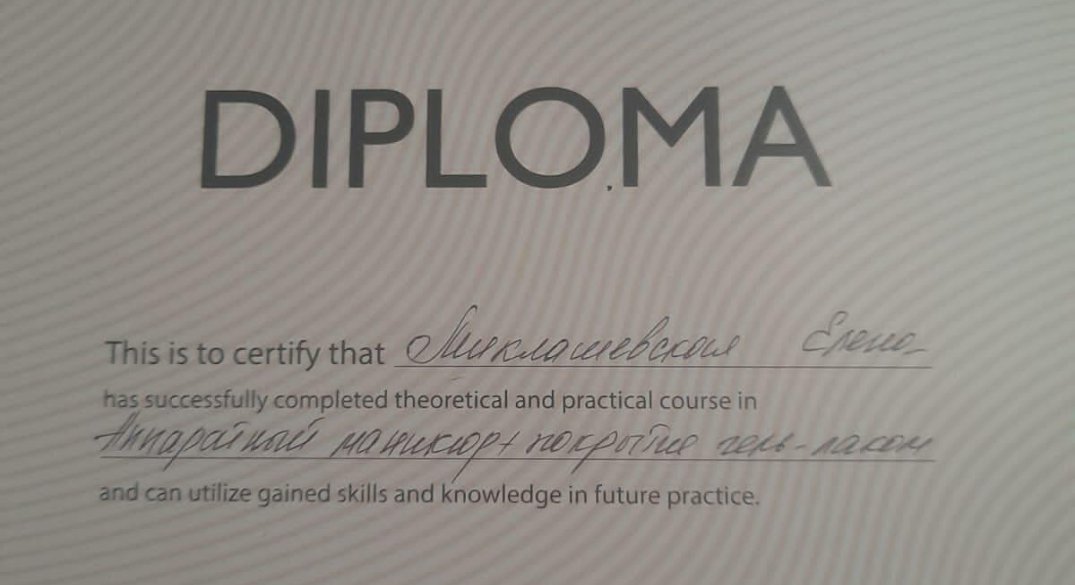 DIPLOMA
This is to certify that Миклашевская Елена
has successfully completed theoretical and practical course in
Аппаратный маникюр+ покрытие гель-лаком
and can utilize gained skills and knowledge in future practice.